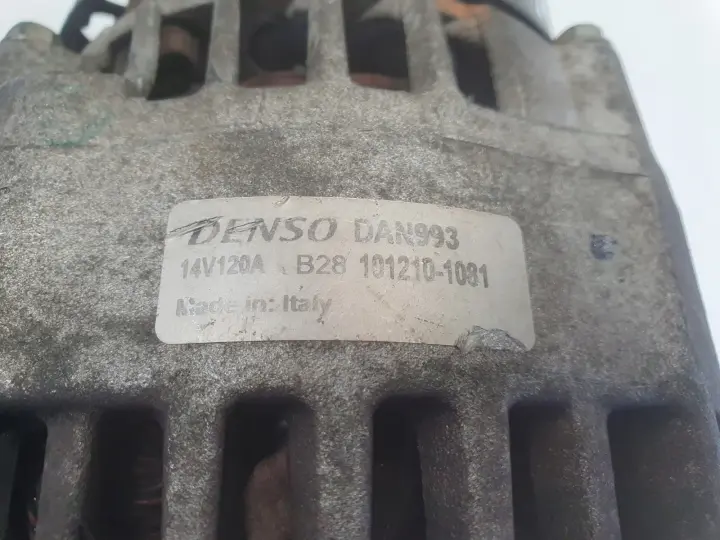 DENSO DAN993
14V120A B28 101210-1081
Made in: Italy